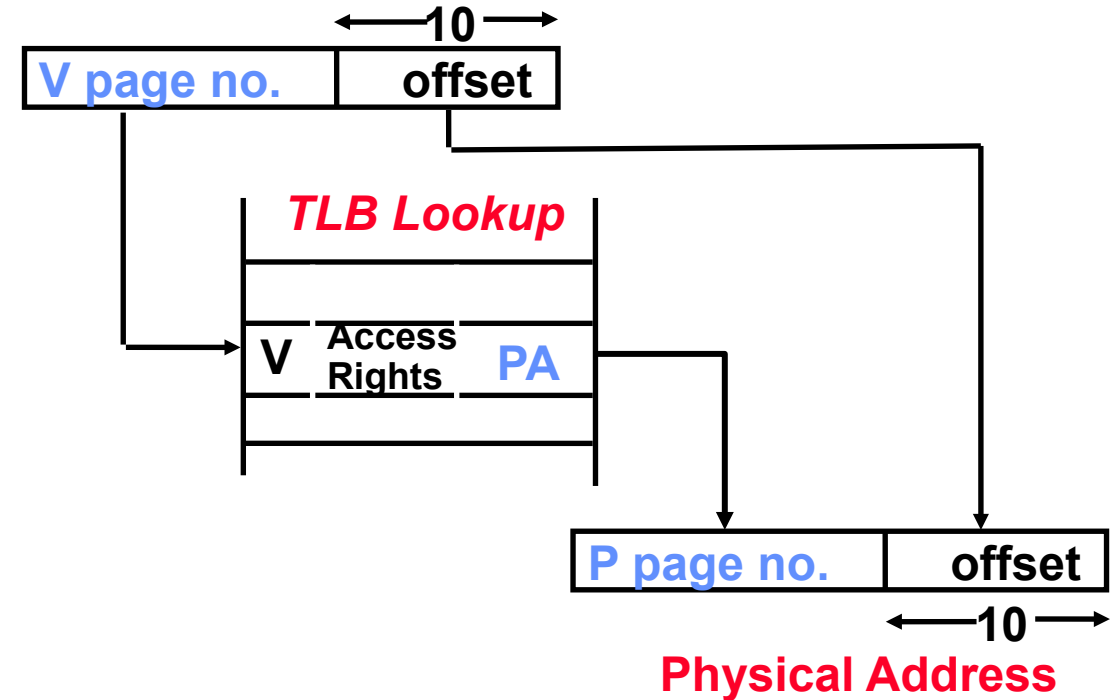 10
V page no. offset
TLB Lookup
V Access Rights PA
P page no. offset
10
Physical Address